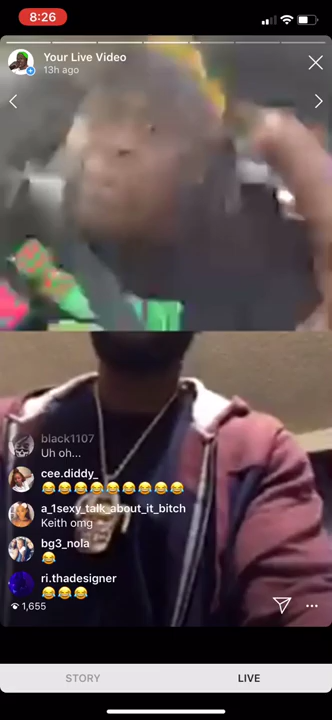 8:26
Your Live Video
13h ago
black1107
Uh oh...
cee.diddy_
😂😂😂😂😂😂😂😂😂
a_1sexy_talk_about_it_bitch
Keith omg
bg3_nola
😂
ri.thadesigner
😂😂😂
1,655
STORY
LIVE